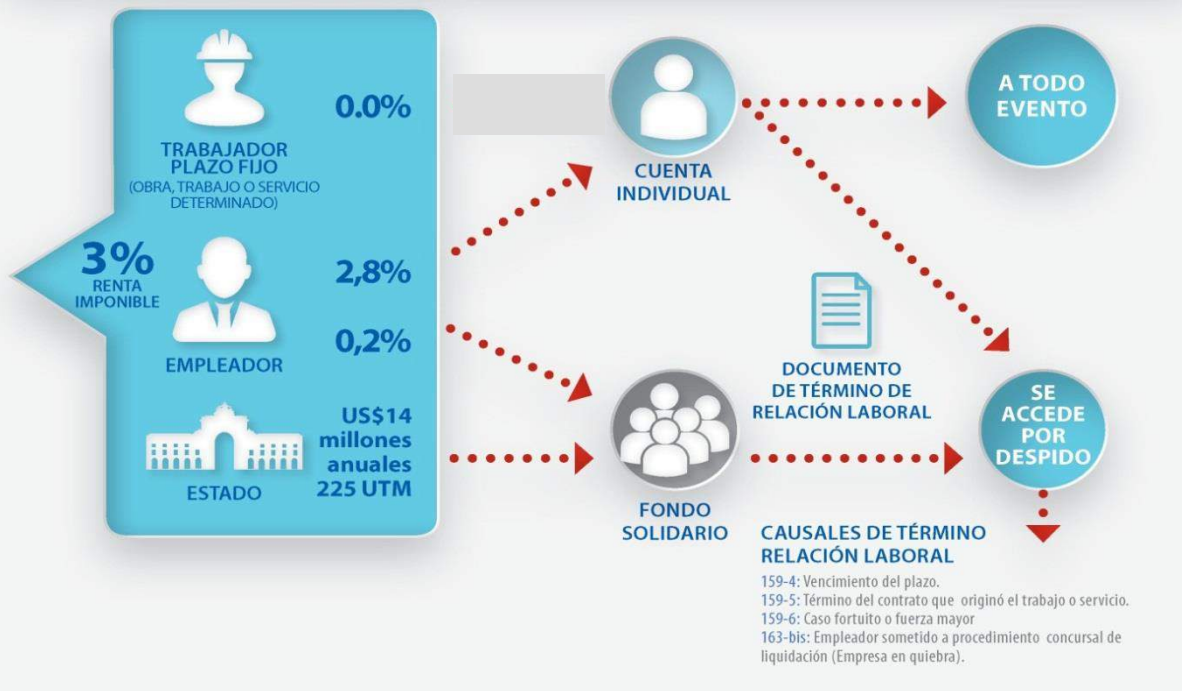 TRABAJADOR
PLAZO FIJO
(OBRA, TRABAJO O SERVICIO
DETERMINADO)
0.0%
3%
RENTA
IMPONIBLE
EMPLEADOR
2,8%
0,2%
ESTADO
US$14
millones
anuales
225 UTM
CUENTA
INDIVIDUAL
A TODO
EVENTO
DOCUMENTO
DE TÉRMINO DE
RELACIÓN LABORAL
FONDO
SOLIDARIO
SE
ACCEDE
POR
DESPIDO
CAUSALES DE TÉRMINO
RELACIÓN LABORAL
159-4: Vencimiento del plazo.
159-5: Término del contrato que originó el trabajo o servicio.
159-6: Caso fortuito o fuerza mayor
163-bis: Empleador sometido a procedimiento concursal de
liquidación (Empresa en quiebra).